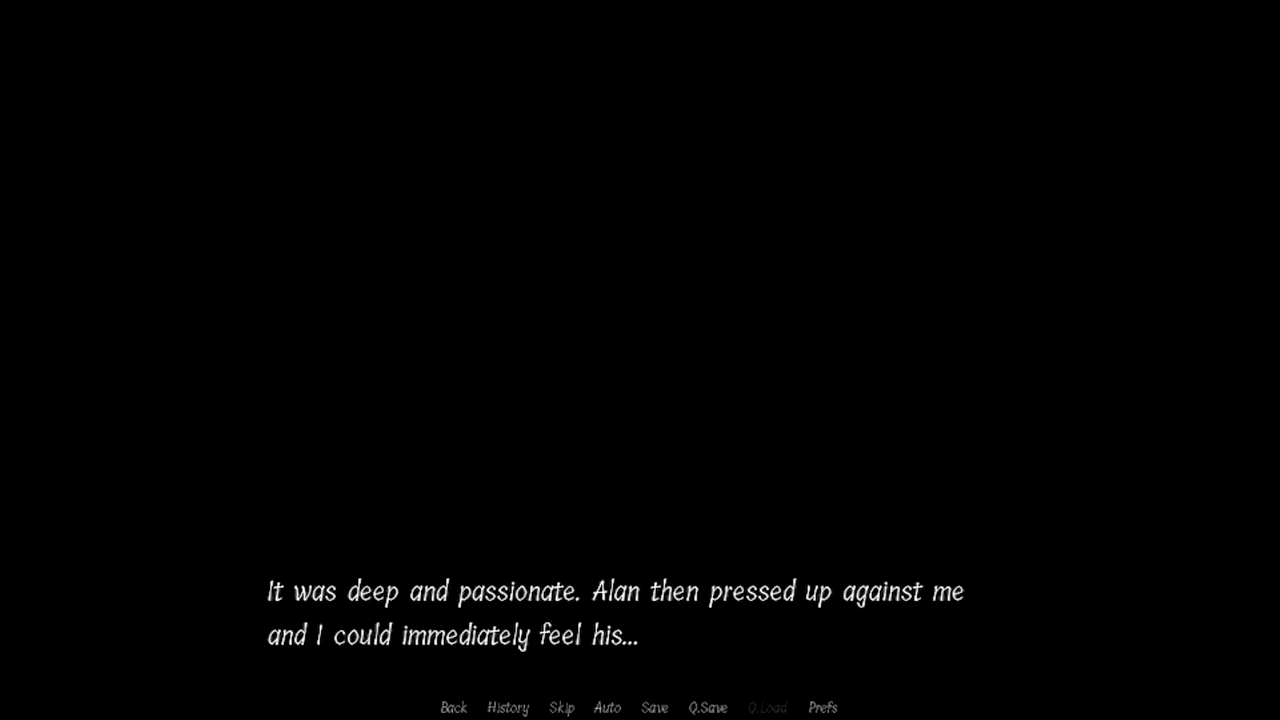 It was deep and passionate. Alan then pressed up against me
and I could immediately feel his...
Back History Skip Auto Save Q.Save Q.Load Prefs